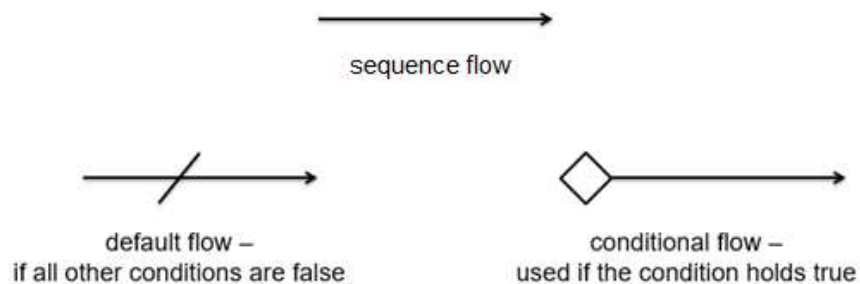 sequence flow
default flow –
if all other conditions are false
conditional flow –
used if the condition holds true